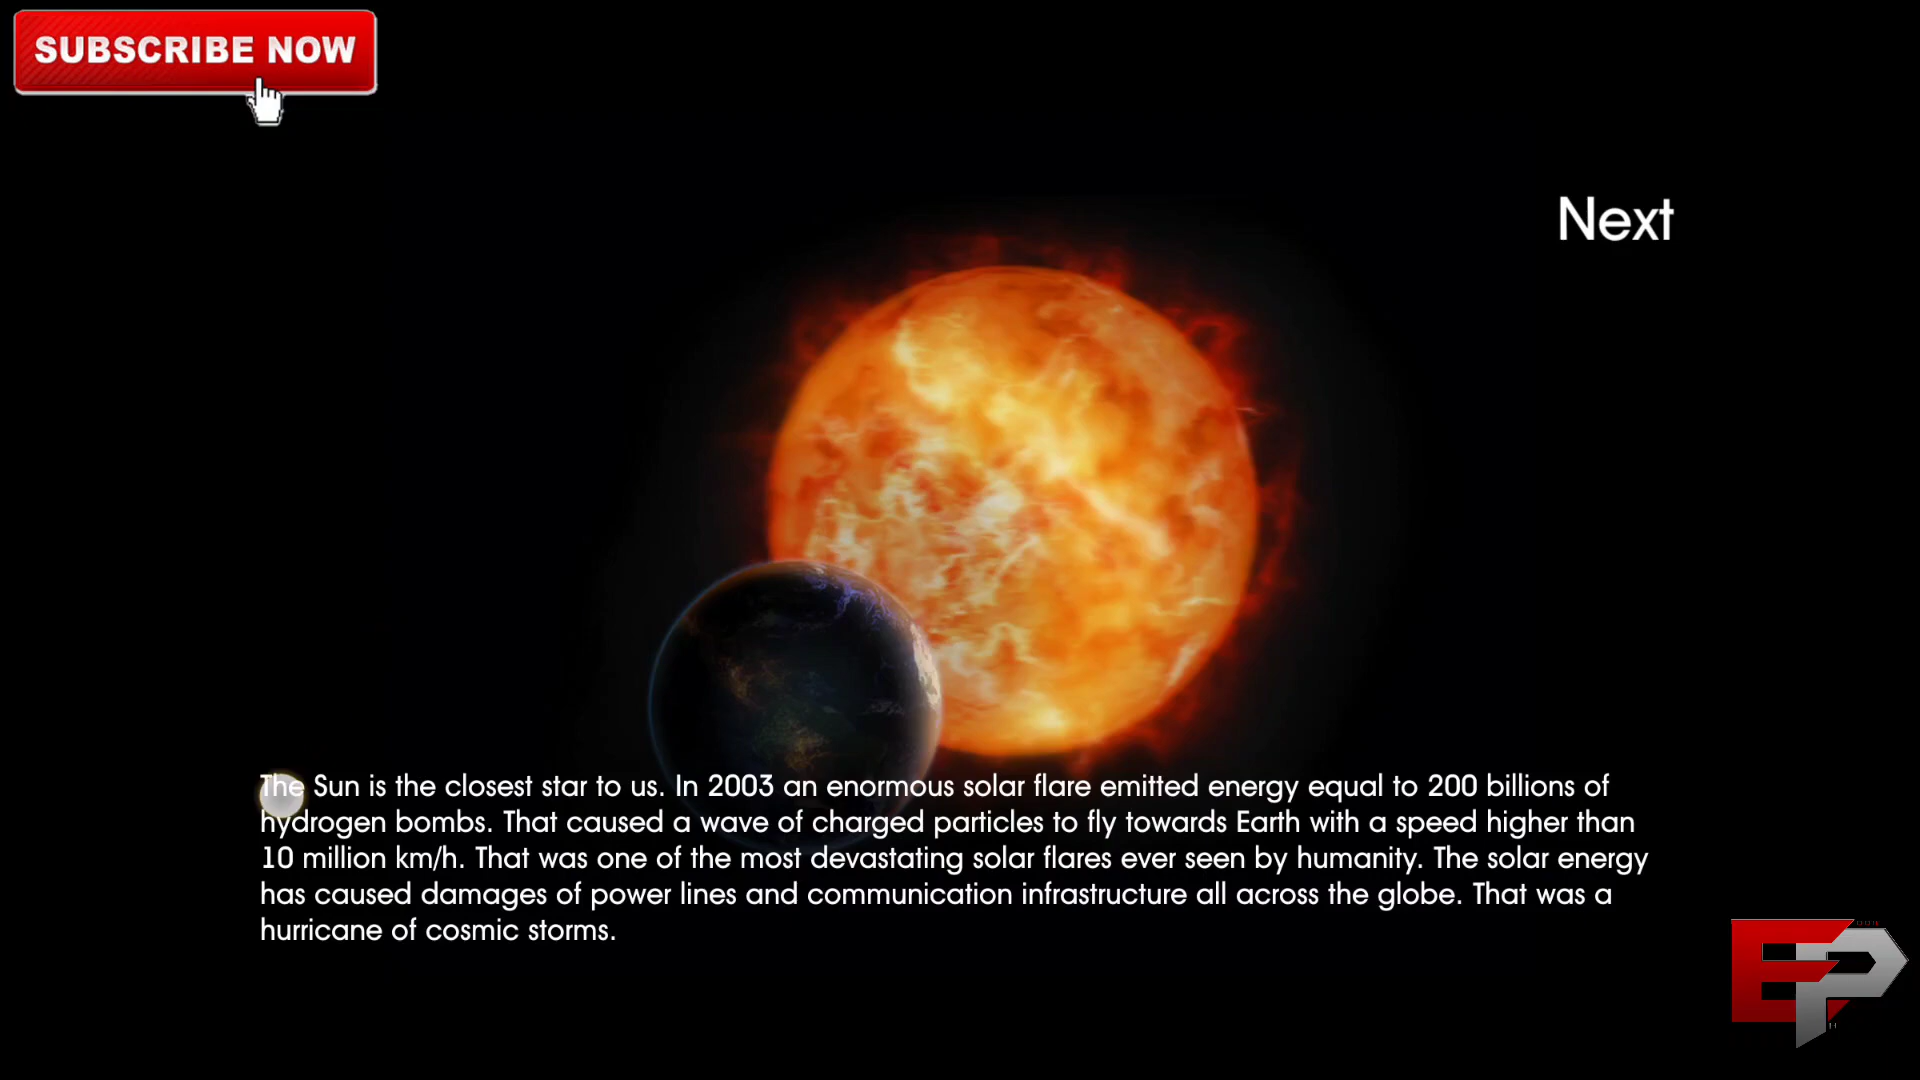 SUBSCRIBE NOW
Next
The Sun is the closest star to us. In 2003 an enormous solar flare emitted energy equal to 200 billions of
hydrogen bombs. That caused a wave of charged particles to fly towards Earth with a speed higher than
10 million km/h. That was one of the most devastating solar flares ever seen by humanity. The solar energy
has caused damages of power lines and communication infrastructure all across the globe. That was a
hurricane of cosmic storms.
EP